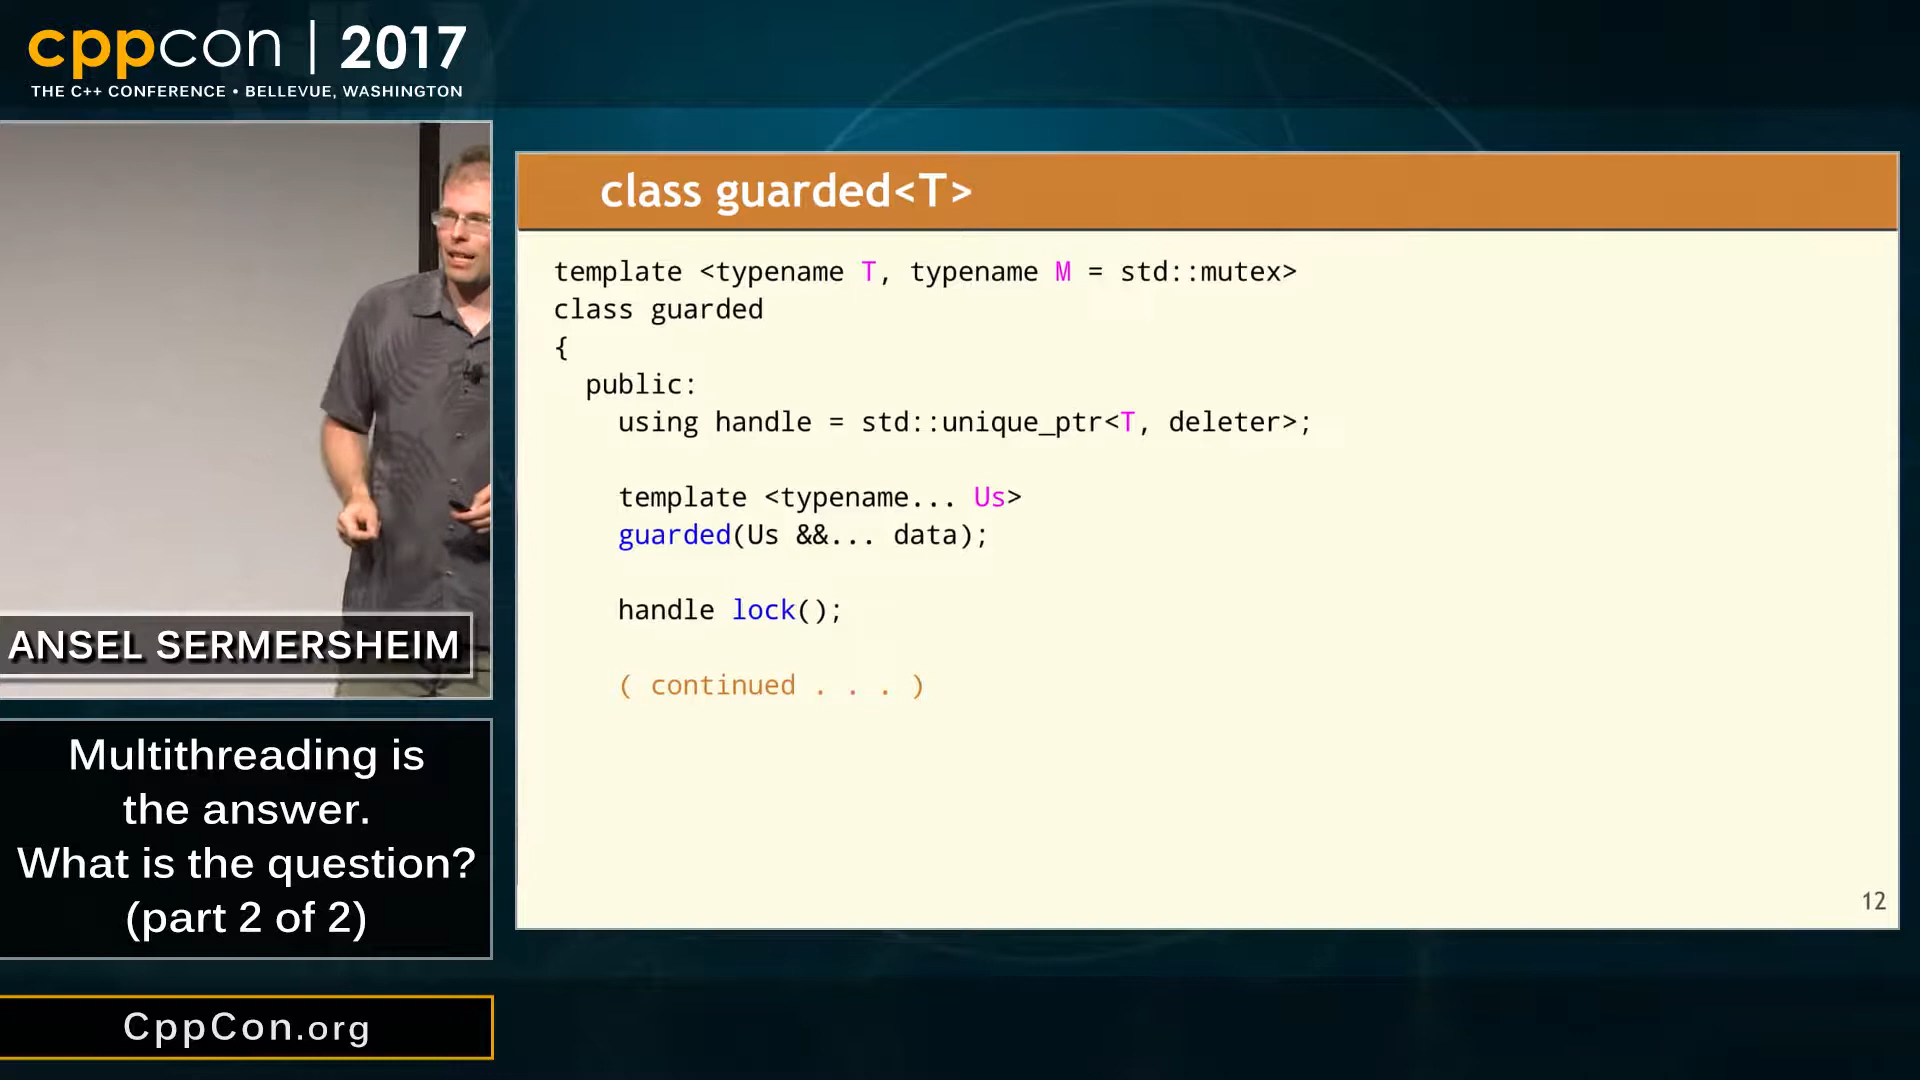 cppcon | 2017
THE C++ CONFERENCE • BELLEVUE, WASHINGTON
ANSEL SERMERSHEIM
Multithreading is
the answer.
What is the question?
(part 2 of 2)
CppCon.org
class guarded<T>
template <typename T, typename M = std::mutex>
class guarded
{
public:
using handle = std::unique_ptr<T, deleter>;
template <typename... Us>
guarded(Us &&... data);
handle lock();
( continued . . . )
12